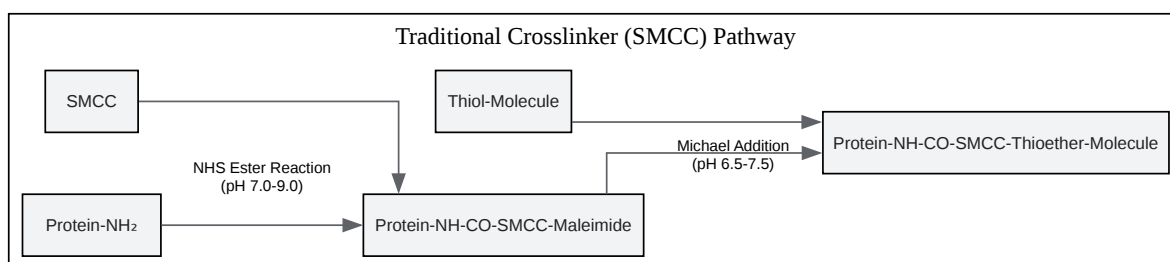 Traditional Crosslinker (SMCC) Pathway
SMCC
Thiol-Molecule
Protein-NH-CO-SMCC-Thioether-Molecule
Michael Addition
(pH 6.5-7.5)
NHS Ester Reaction
(pH 7.0-9.0)
Protein-NH₂
Protein-NH-CO-SMCC-Maleimide